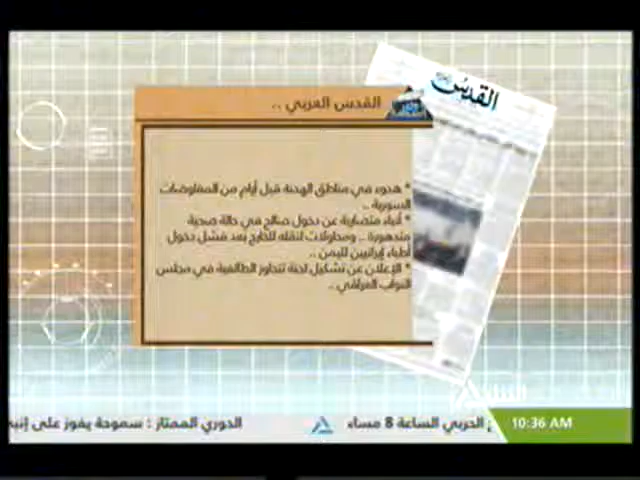 القدس
القدس العربي ..
* هدوء في مناطق الهدنة قبل أيام من المفاوضات
السورية ..
* أنباء متضاربة عن دخول صالح في حالة صحية
متدهورة .. ومحاولات لنقله للخارج بعد فشل دخول
أطباء إيرانيين لليمن ..
* الإعلان عن تشكيل لجنة تتجاوز الطائفية في مجلس
النواب العراقي ..
الحربي الساعة 8 مساء
الدوري الممتاز : سموحة يفوز على إنبي
10:36 AM